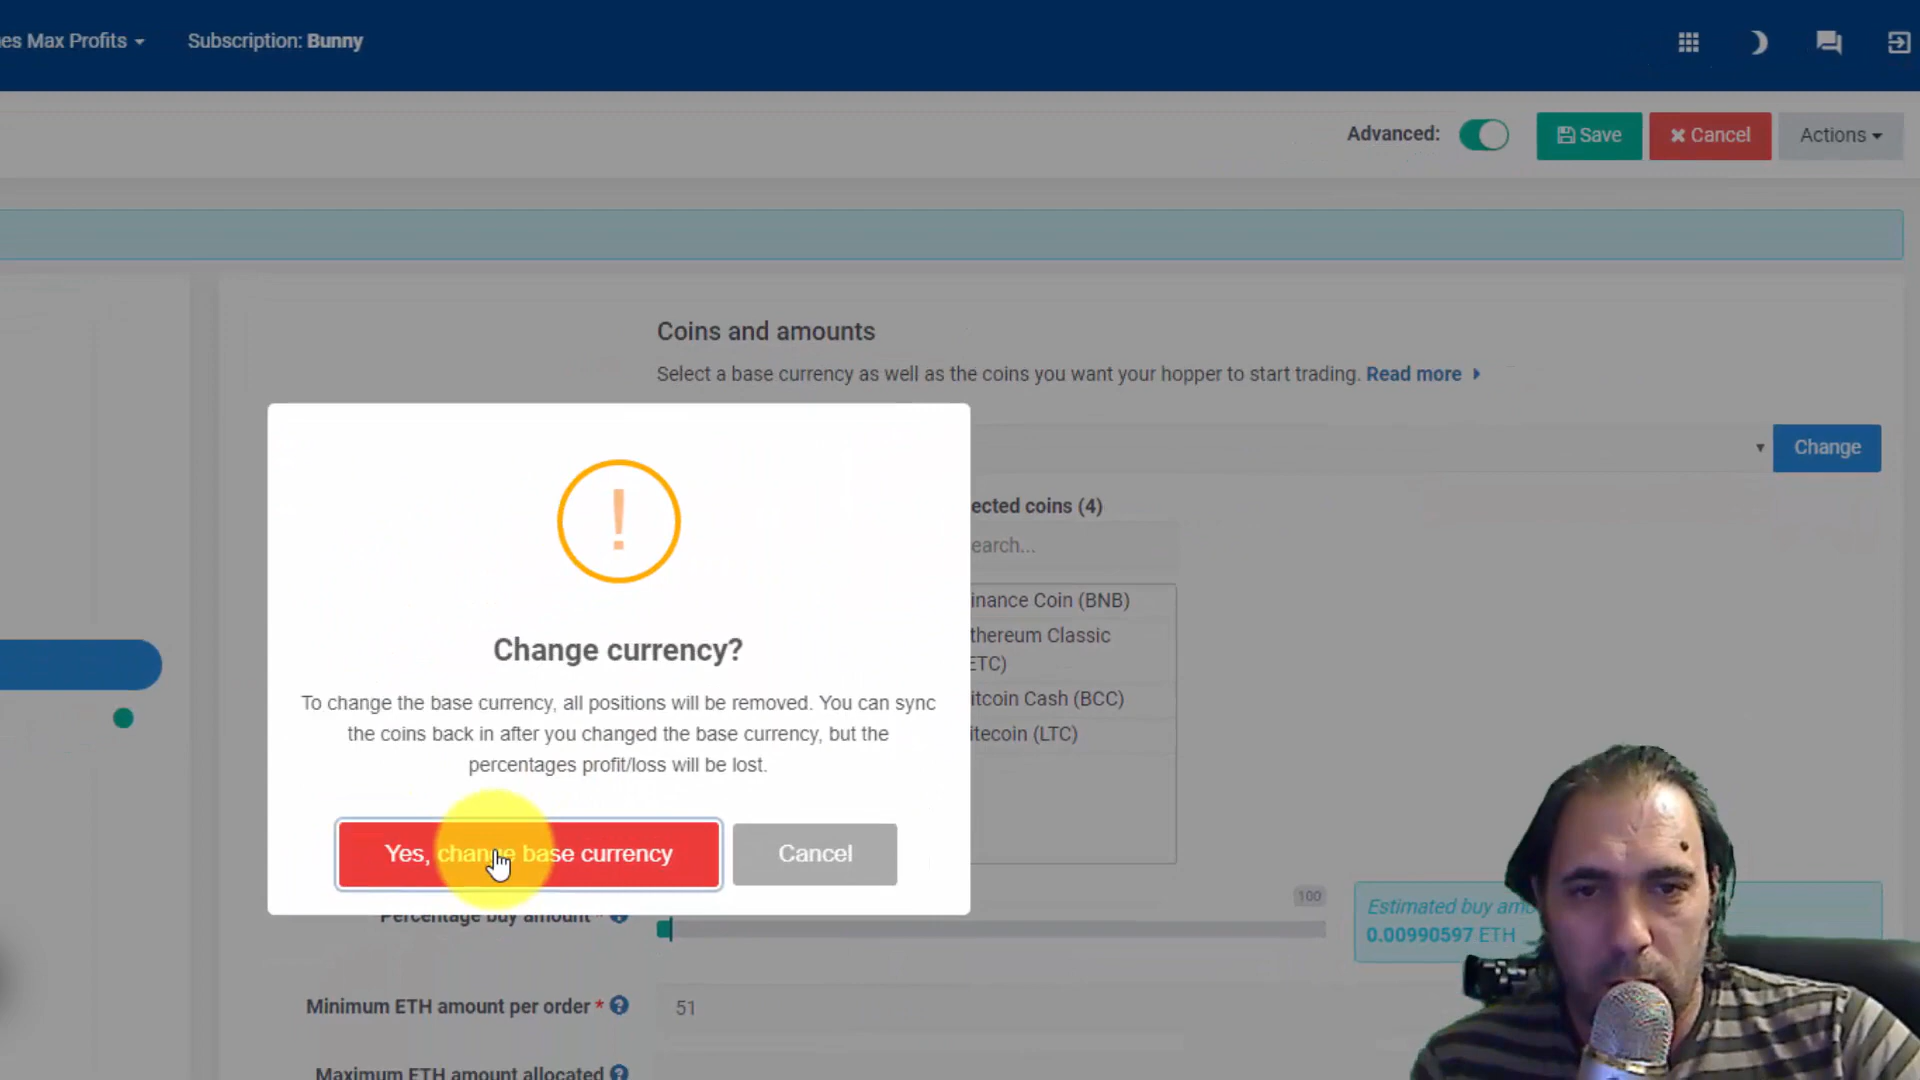 es Max Profits
Subscription: Bunny
Advanced:
Save
Cancel
Actions
Coins and amounts
Select a base currency as well as the coins you want your hopper to start trading. Read more
Change
ected coins (4)
earch...
inance Coin (BNB)
thereum Classic
ETC)
itcoin Cash (BCC)
itecoin (LTC)
!
Change currency?
To change the base currency, all positions will be removed. You can sync
the coins back in after you changed the base currency, but the
percentages profit/loss will be lost.
Yes, change base currency
Cancel
Percentage buy amount *
100
Estimated buy amo
0.00990597 ETH
Minimum ETH amount per order *
51
Maximum ETH amount allocated